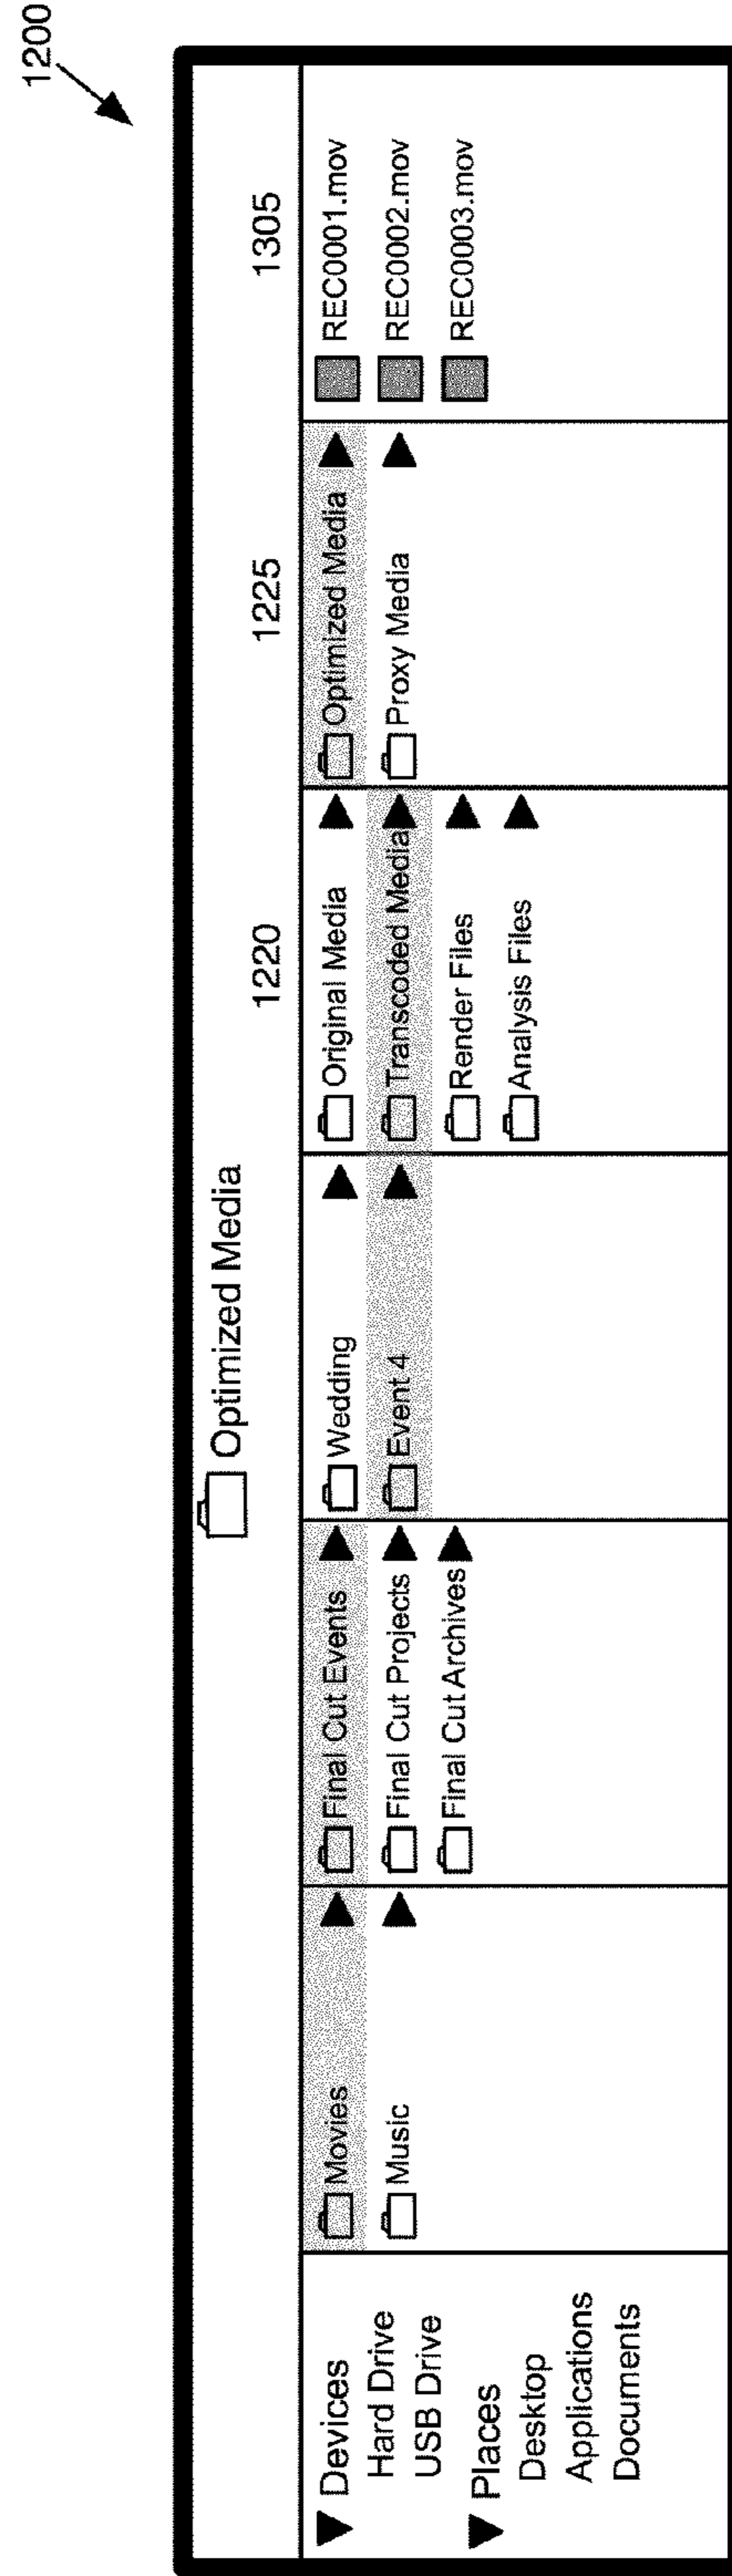 1200
Optimized Media
1220
1225
1305
Devices
Hard Drive
USB Drive
Places
Desktop
Applications
Documents
Movies
Music
Final Cut Events
Final Cut Projects
Final Cut Archives
Wedding
Event 4
Original Media
Transcoded Media
Render Files
Analysis Files
Optimized Media
Proxy Media
REC0001.mov
REC0002.mov
REC0003.mov